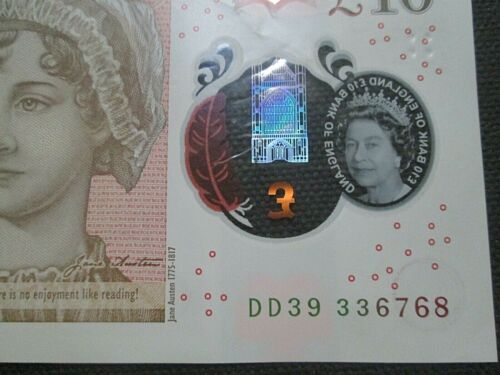 £10
£10 BANK OF ENGLAND £10 BANK OF ENGLAND
£
Jane Austen
re is no enjoyment like reading!
Jane Austen 1775-1817
DD39 336768